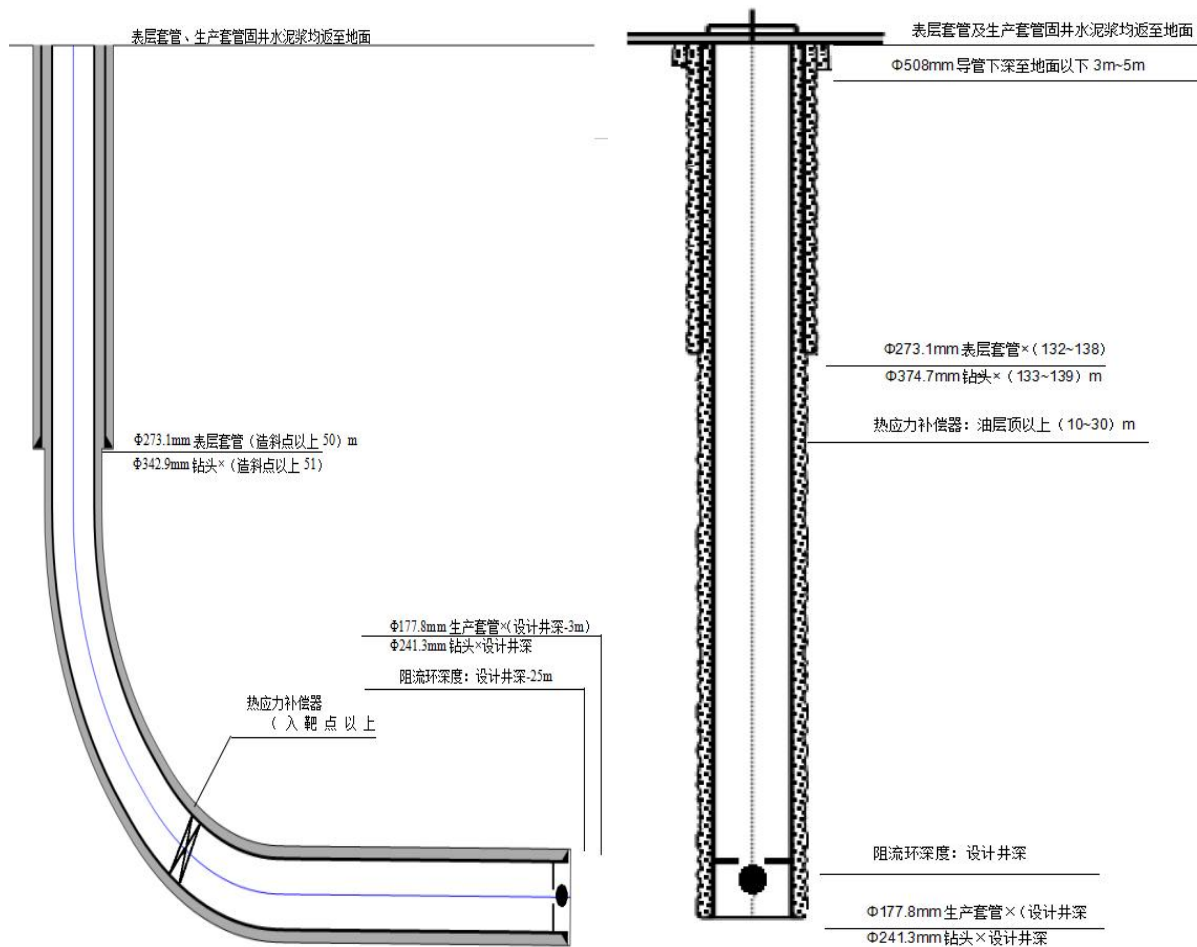 表层套管、生产套管固井水泥浆均返至地面
Φ273.1mm 表层套管（造斜点以上 50）m
Φ342.9mm 钻头×（造斜点以上 51）
Φ177.8mm 生产套管×(设计井深-3m)
Φ241.3mm 钻头×设计井深
阻流环深度：设计井深-25m
热应力补偿器
（入靶点以上
表层套管及生产套管固井水泥浆均返至地面
Φ508mm 导管下深至地面以下 3m~5m
Φ273.1mm 表层套管×（132~138）
Φ374.7mm 钻头×（133~139）m
热应力补偿器：油层顶以上（10~30）m
阻流环深度：设计井深
Φ177.8mm 生产套管×（设计井深
Φ241.3mm 钻头×设计井深